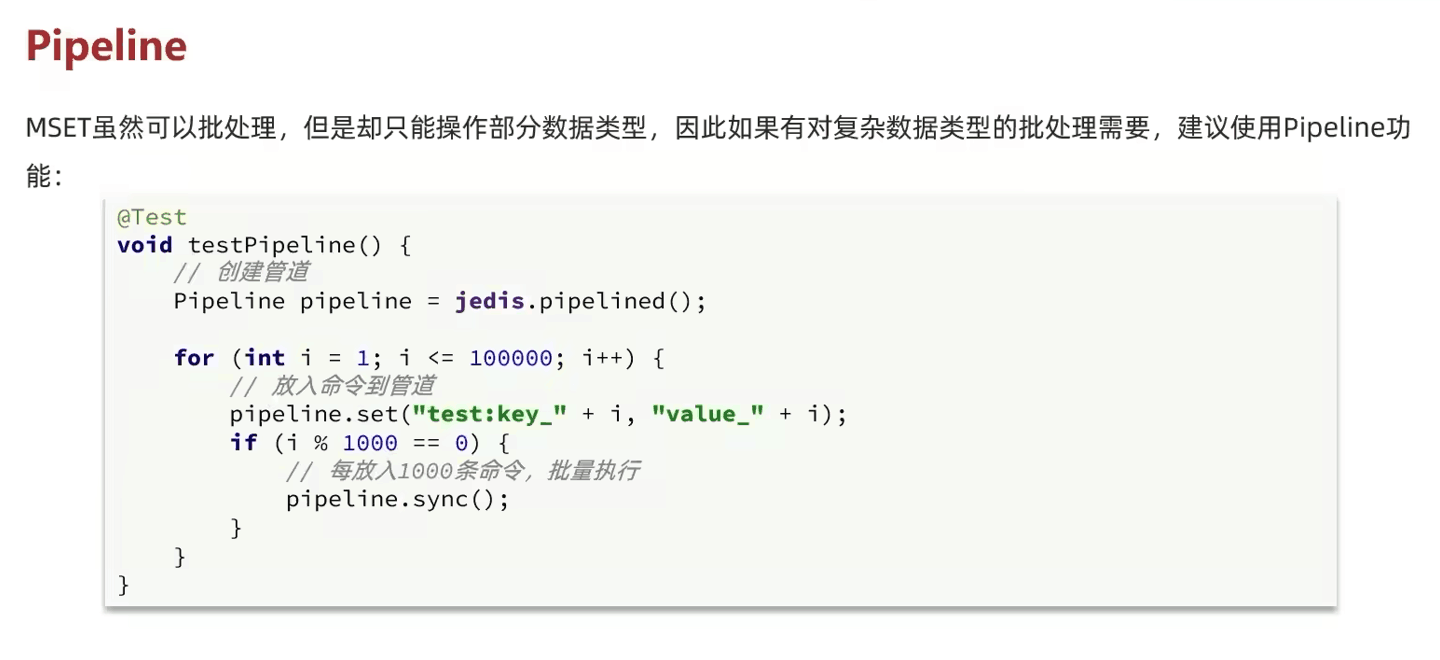 Pipeline
MSET虽然可以批处理，但是却只能操作部分数据类型，因此如果有对复杂数据类型的批处理需要，建议使用Pipeline功
能：
@Test
void testPipeline() {
    // 创建管道
    Pipeline pipeline = jedis.pipelined();
    for (int i = 1; i <= 100000; i++) {
        // 放入命令到管道
        pipeline.set("test:key_" + i, "value_" + i);
        if (i % 1000 == 0) {
            // 每放入1000条命令，批量执行
            pipeline.sync();
        }
    }
}